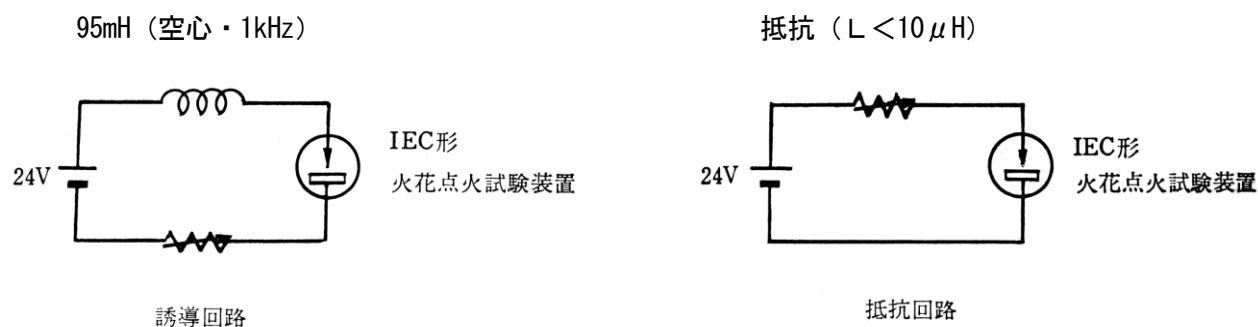 95mH（空心・1kHz）
24V
IEC形
火花点火試験装置
誘導回路
抵抗（L＜10μH）
24V
IEC形
火花点火試験装置
抵抗回路